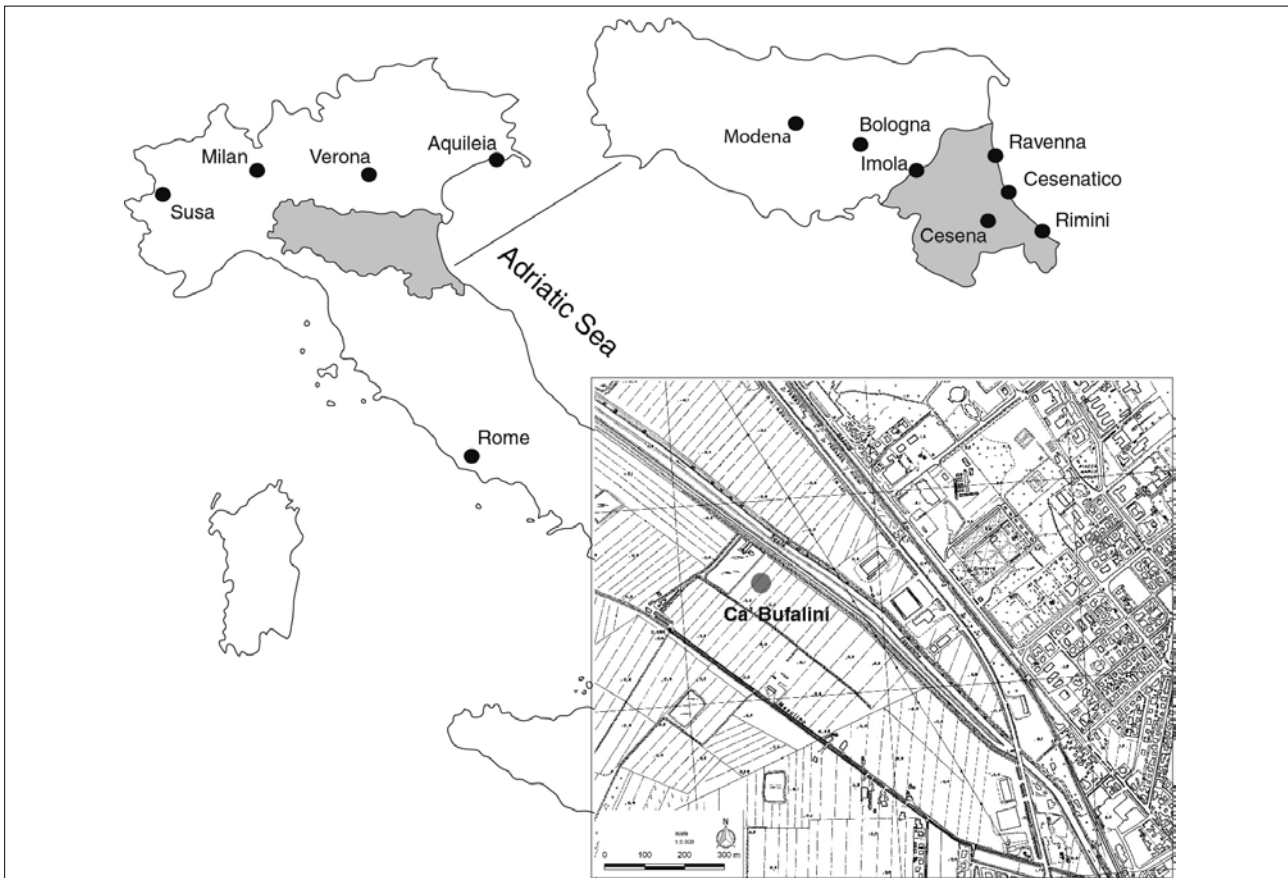 Milan
Verona
Aquileia
Susa
Adriatic Sea
Rome
Modena
Bologna
Imola
Ravenna
Cesenatico
Cesena
Rimini
Ca' Bufalini
N
scale
1:5.000
0 100 200 300 m